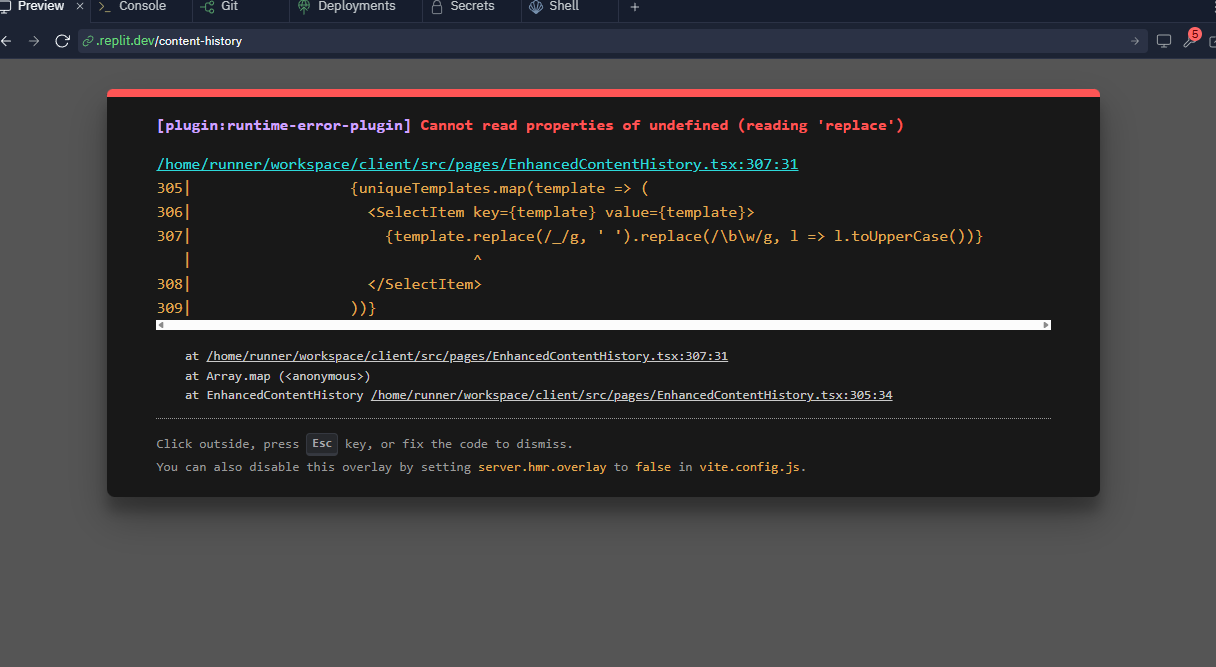 Preview × >_ Console Git Deployments Secrets Shell +
.replit.dev/content-history 5
[plugin:runtime-error-plugin] Cannot read properties of undefined (reading 'replace')
/home/runner/workspace/client/src/pages/EnhancedContentHistory.tsx:307:31
305|                  {uniqueTemplates.map(template => (
306|                    <SelectItem key={template} value={template}>
307|                      {template.replace(/_/g, ' ').replace(/\b\w/g, l => l.toUpperCase())}
   |                                ^
308|                    </SelectItem>
309|                  ))}
at /home/runner/workspace/client/src/pages/EnhancedContentHistory.tsx:307:31
at Array.map (<anonymous>)
at EnhancedContentHistory /home/runner/workspace/client/src/pages/EnhancedContentHistory.tsx:305:34
Click outside, press Esc key, or fix the code to dismiss.
You can also disable this overlay by setting server.hmr.overlay to false in vite.config.js.